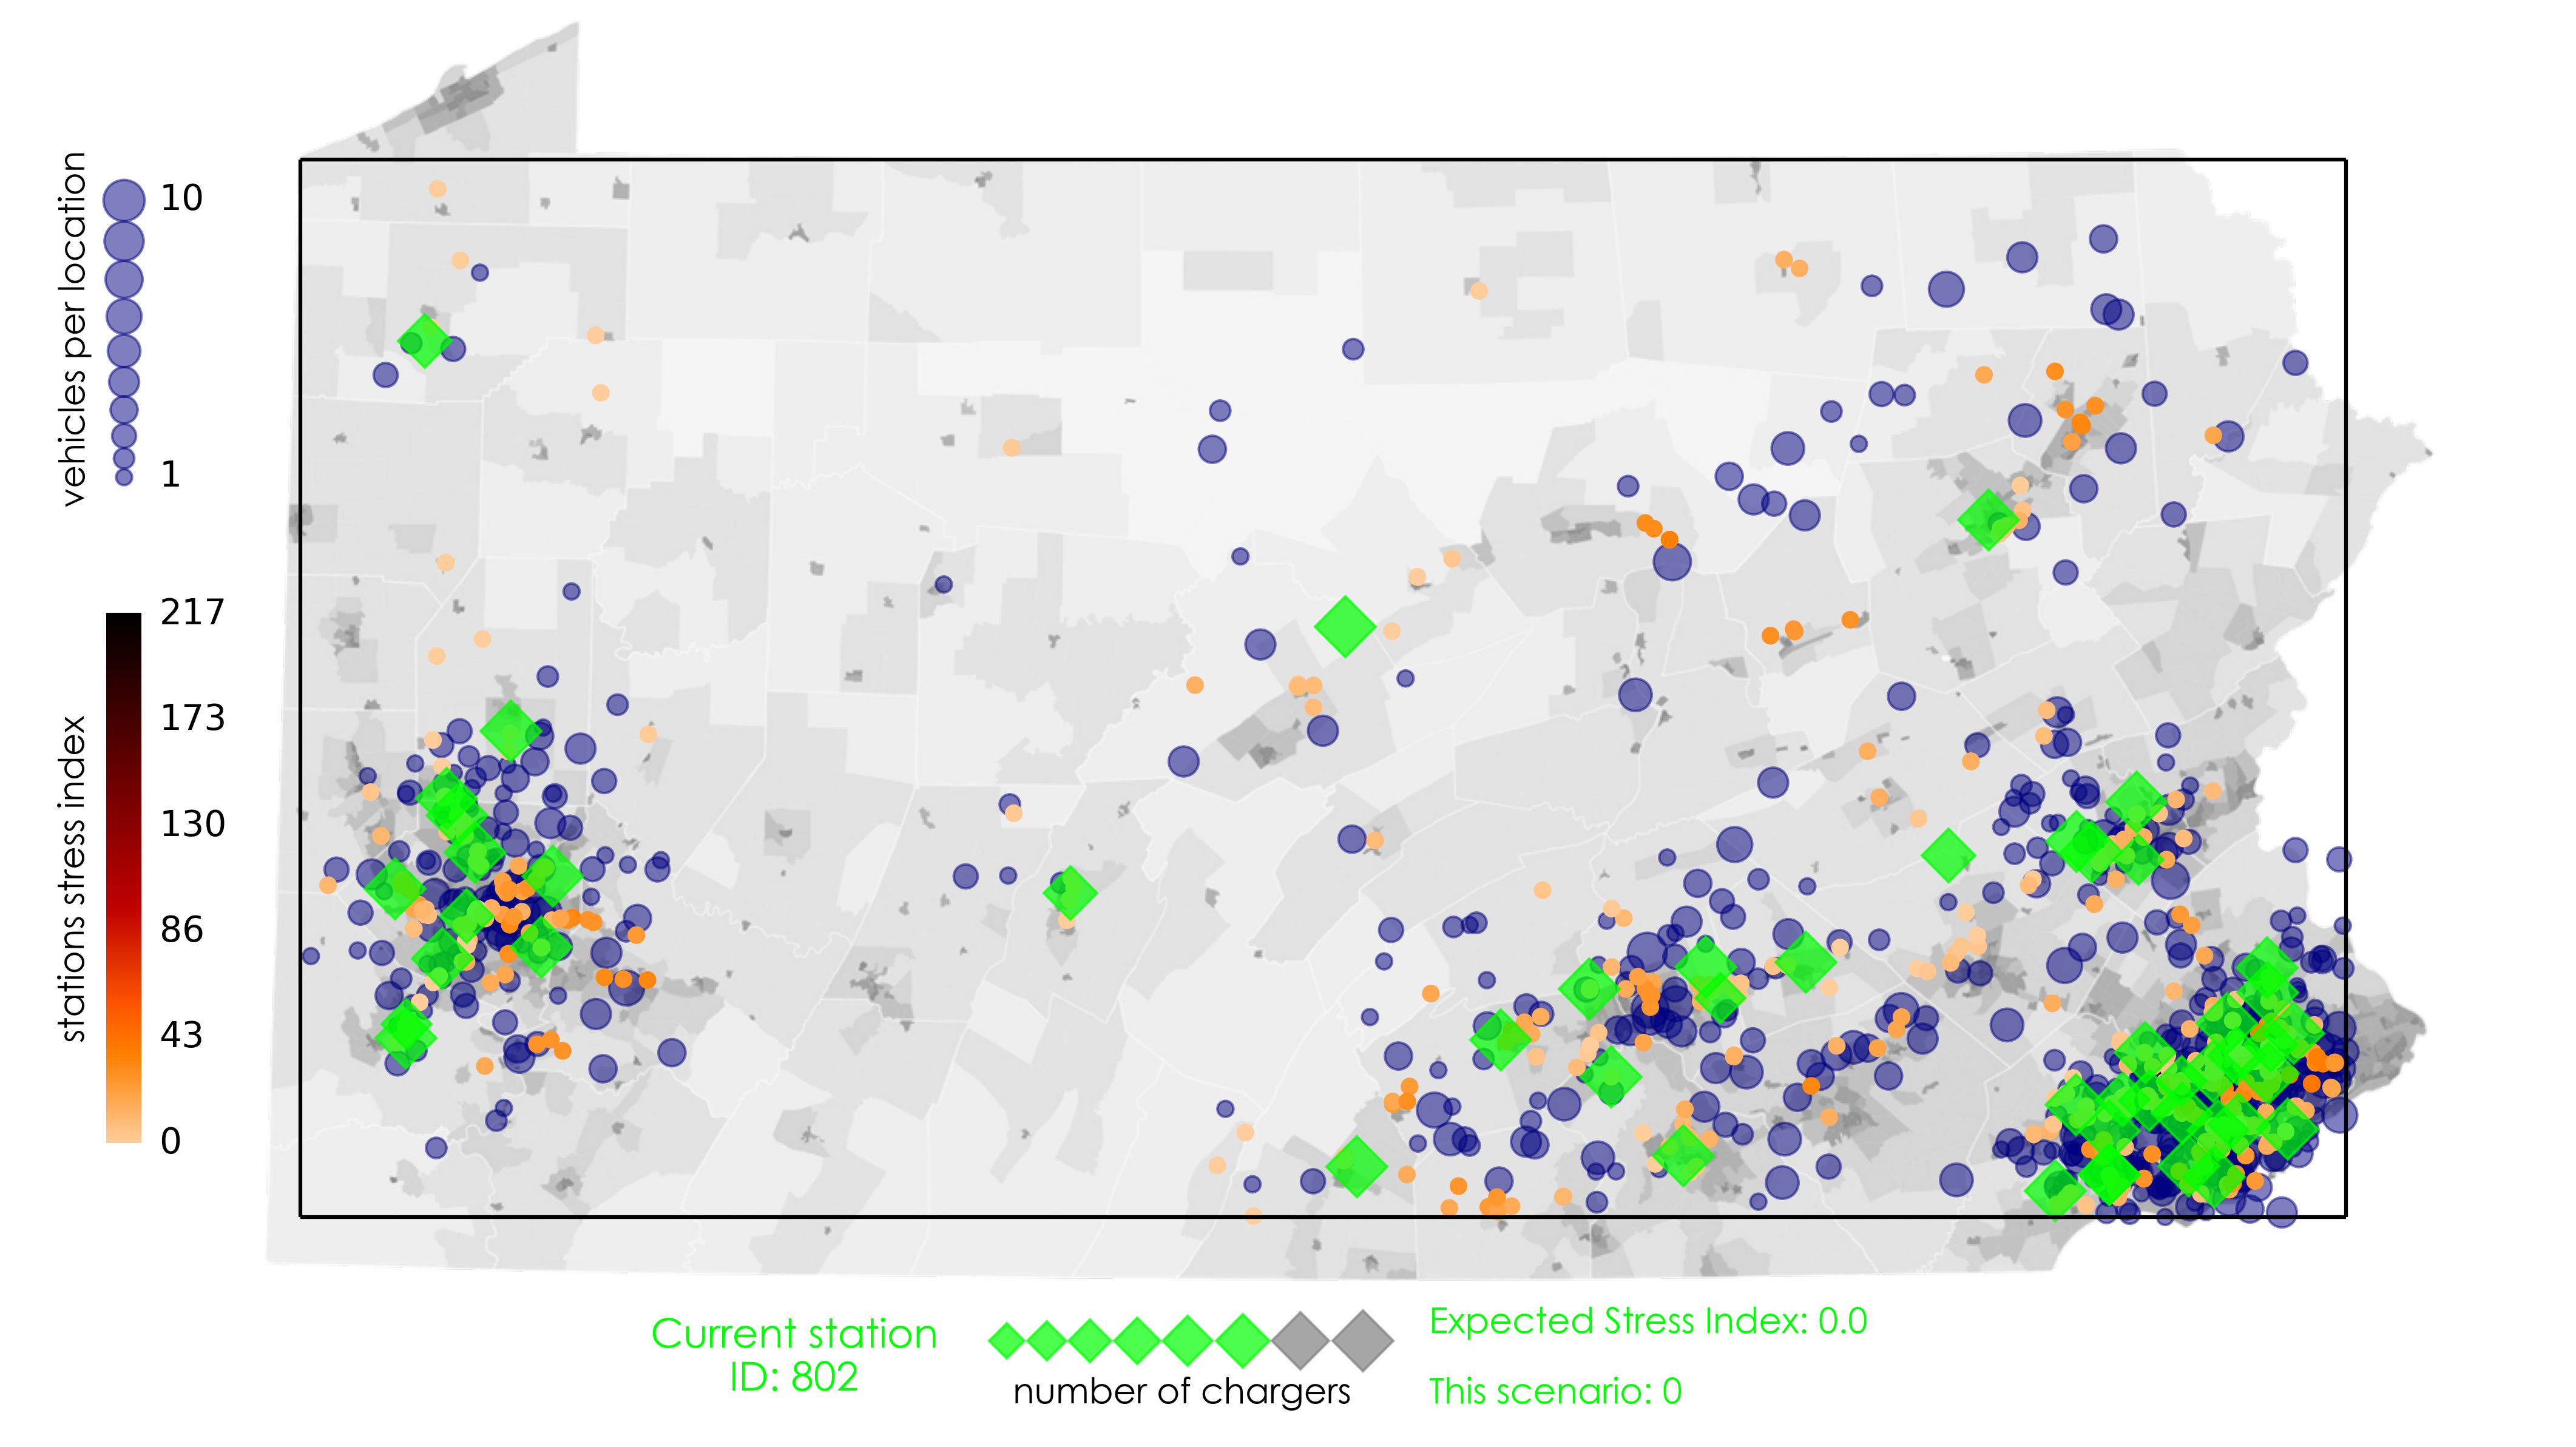 vehicles per location
10
1
stations stress index
217
173
130
86
43
0
Current station
ID: 802
number of chargers
Expected Stress Index: 0.0
This scenario: 0